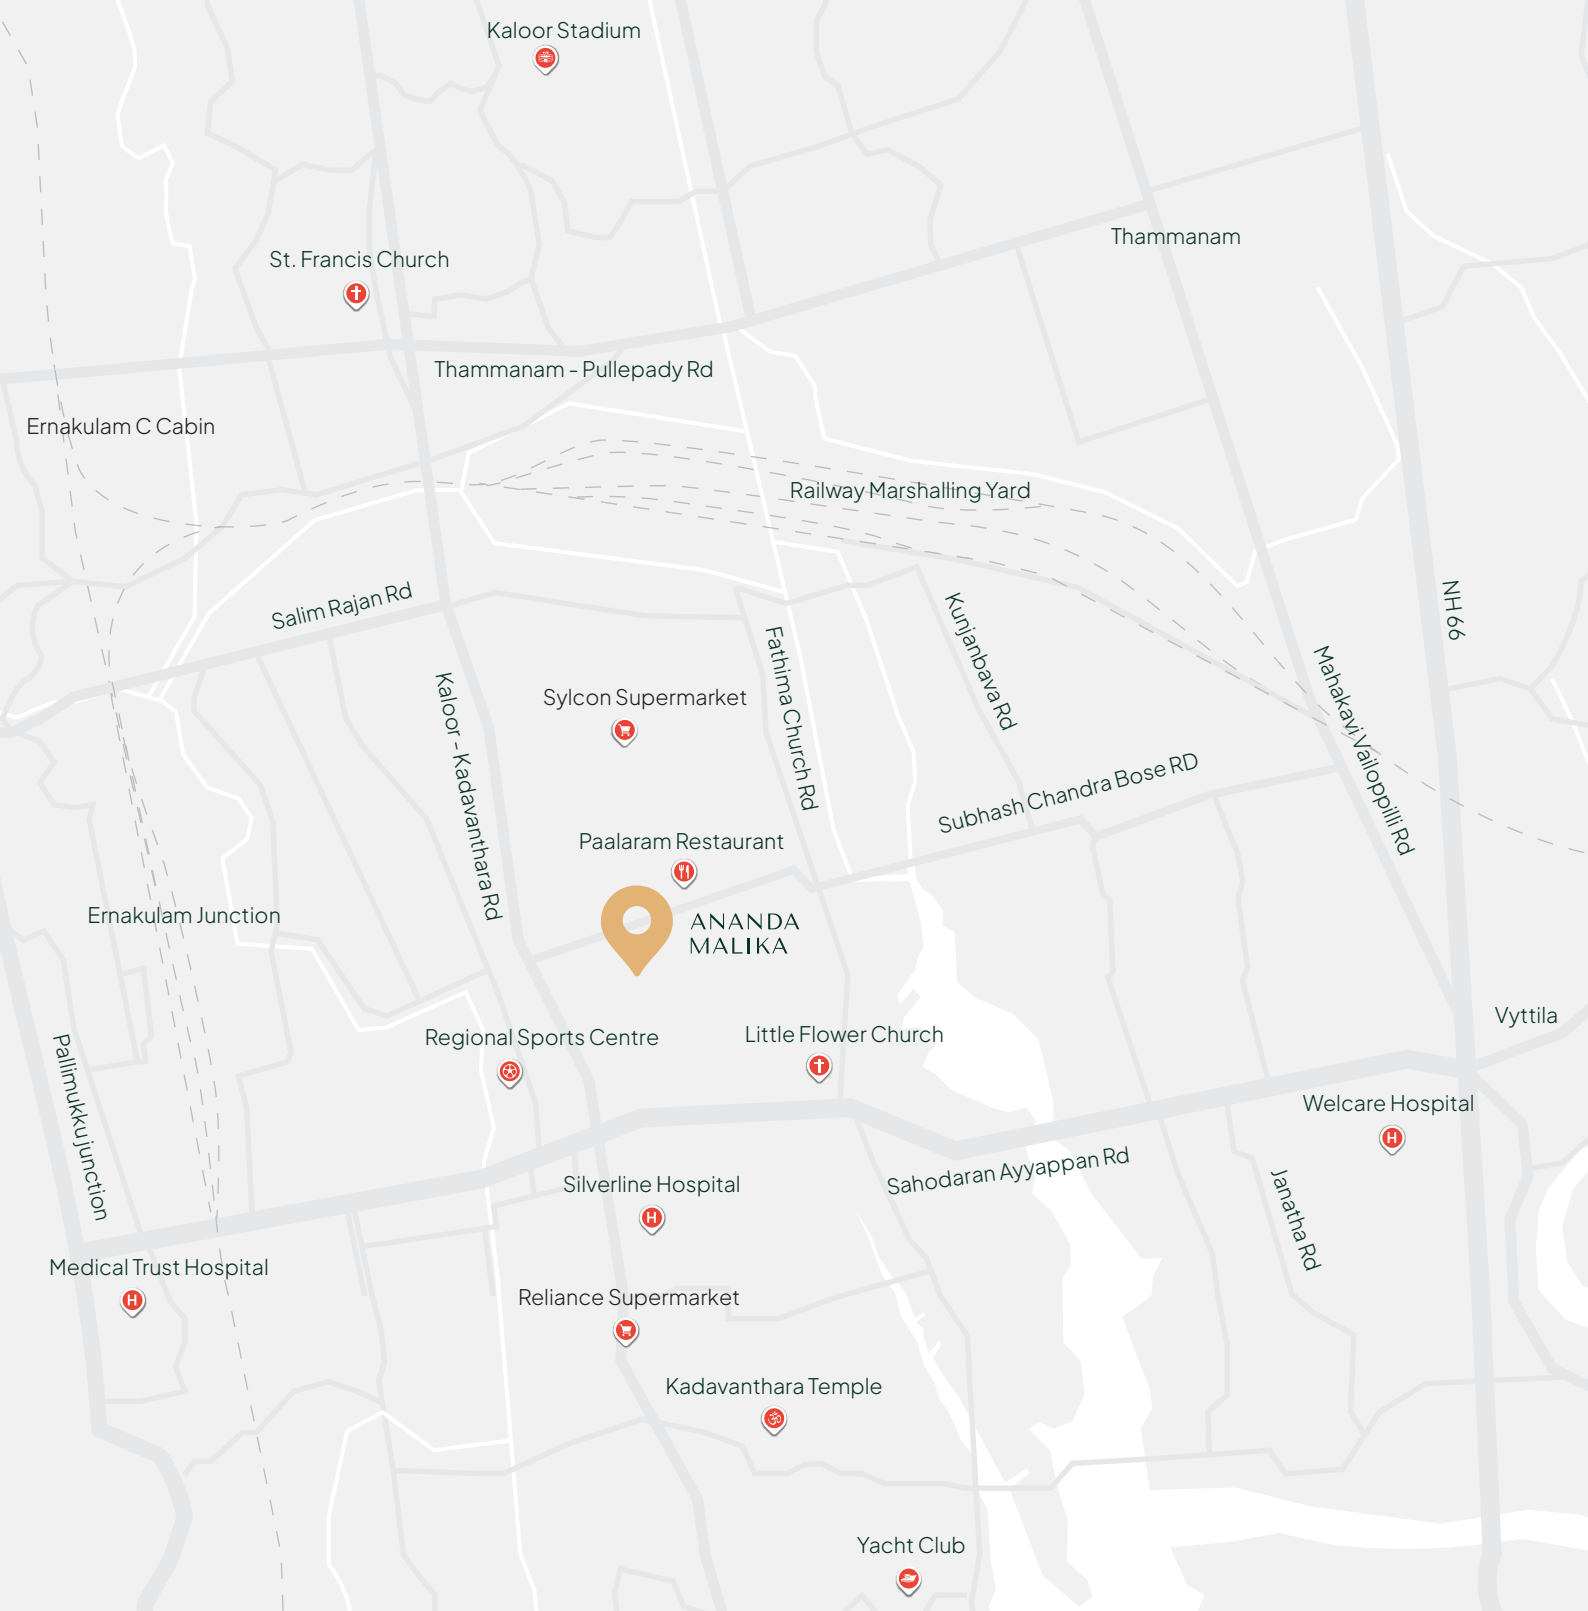 Kaloor Stadium
Thammanam
St. Francis Church
Thammanam - Pullepady Rd
Ernakulam C Cabin
Railway Marshalling Yard
Salim Rajan Rd
NH 66
Kunjanbava Rd
Fathima Church Rd
Mahakavi Vailoppilli Rd
Kaloor - Kadavanthara Rd
Sylcon Supermarket
Subhash Chandra Bose RD
Paalaram Restaurant
Ernakulam Junction
ANANDA
MALIKA
Vyttila
Regional Sports Centre
Little Flower Church
Pallimukku junction
Welcare Hospital
H
Sahodaran Ayyappan Rd
Silverline Hospital
H
Janatha Rd
Medical Trust Hospital
H
Reliance Supermarket
Kadavanthara Temple
ॐ
Yacht Club